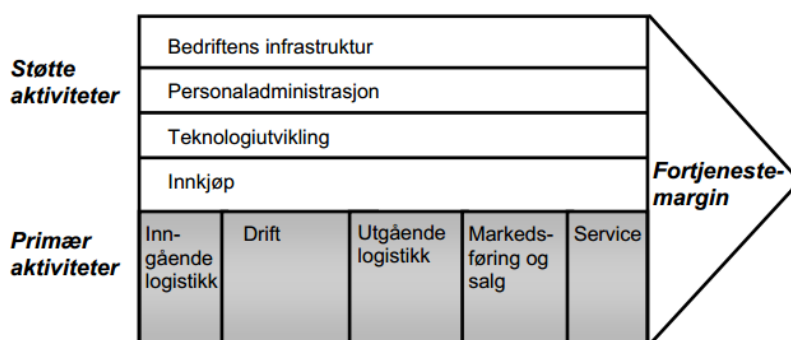 Støtte
aktiviteter
Bedriftens infrastruktur
Personaladministrasjon
Teknologiutvikling
Innkjøp
Fortjeneste-
margin
Primær
aktiviteter
Inn-
gående
logistikk
Drift
Utgående
logistikk
Markeds-
føring og
salg
Service